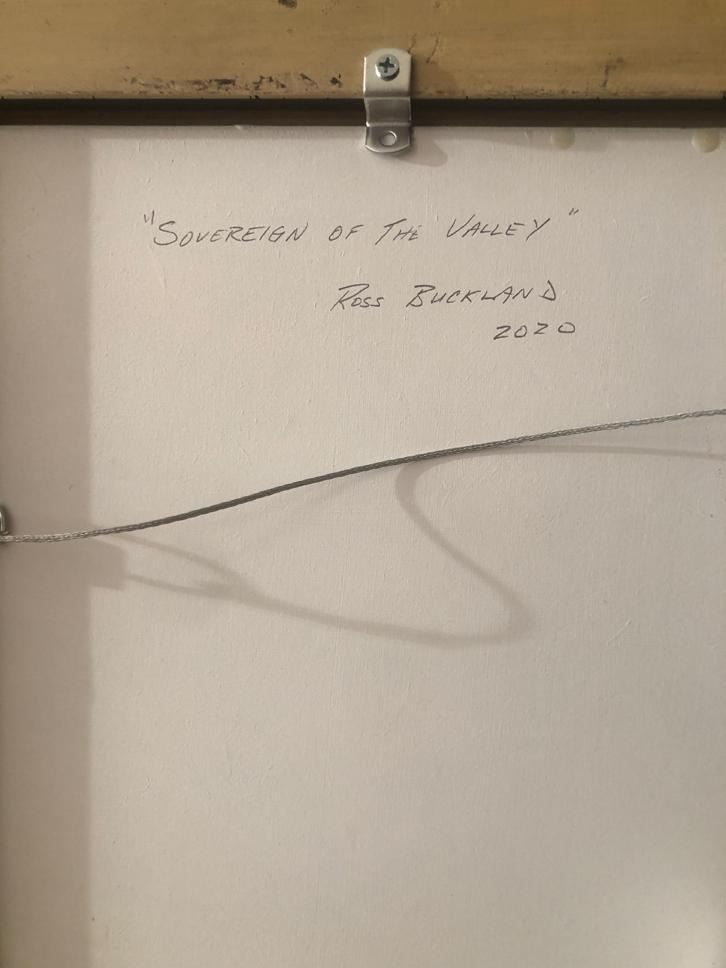 "SOVEREIGN OF THE VALLEY"
ROSS BUCKLAND
2020